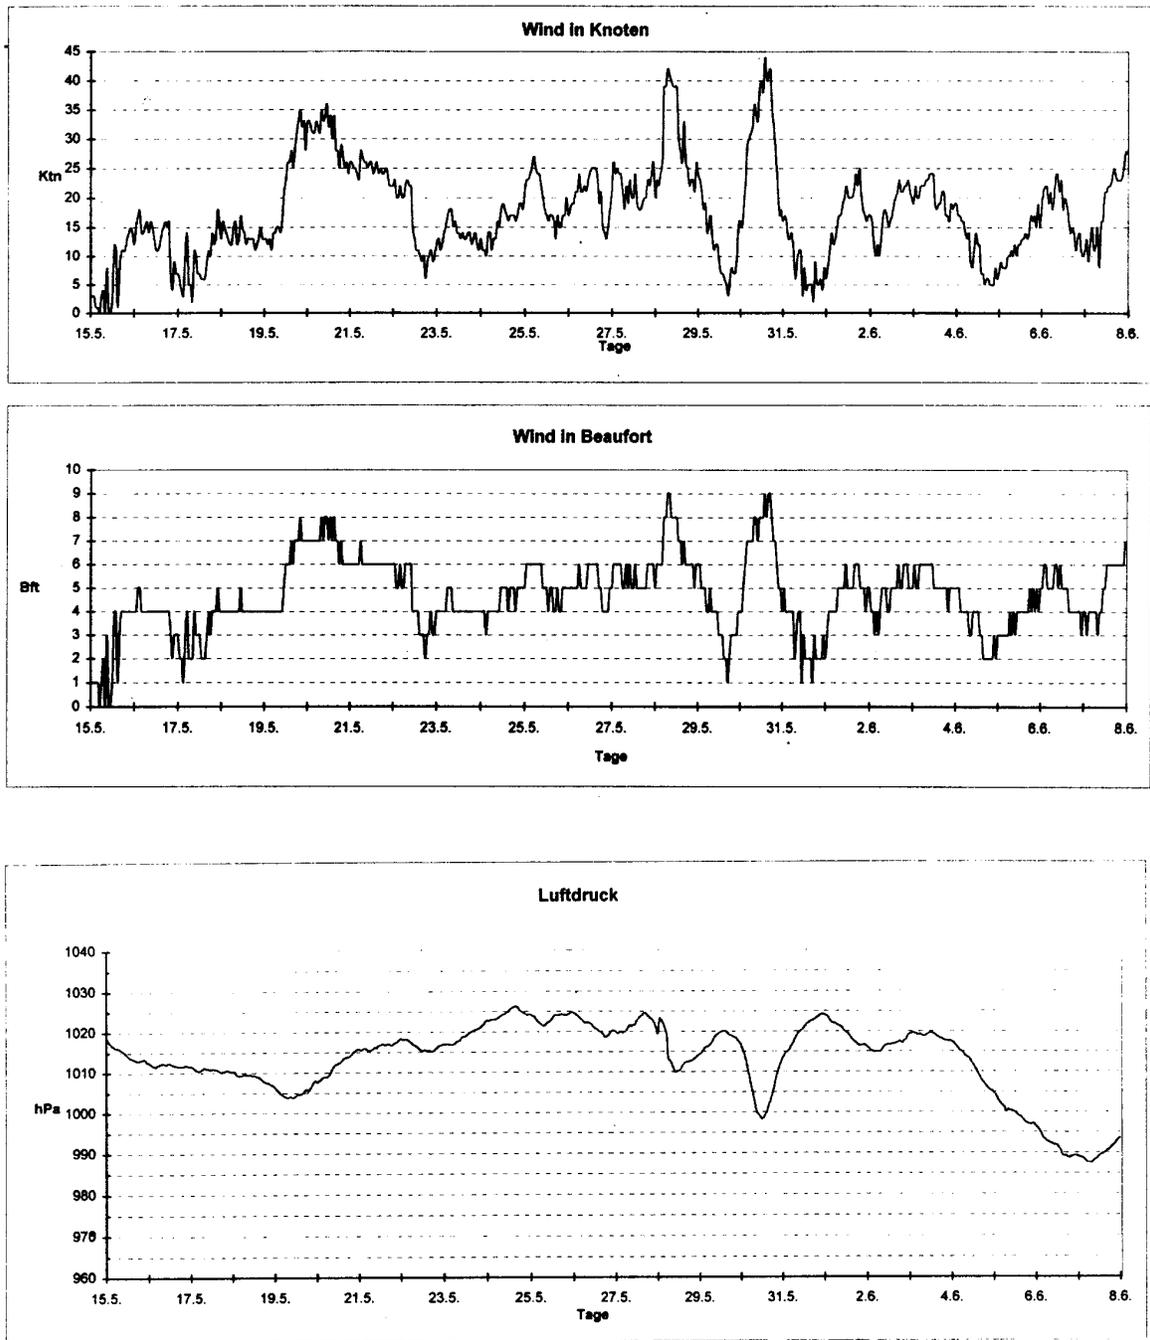 Wind in Knoten
45
40
35
30
25
Ktn
20
15
10
5
0
15.5. 17.5. 19.5. 21.5. 23.5. 25.5. 27.5. 29.5. 31.5. 2.6. 4.6. 6.6. 8.6.
Tage
Wind in Beaufort
10
9
8
7
6
Bft
5
4
3
2
1
0
15.5. 17.5. 19.5. 21.5. 23.5. 25.5. 27.5. 29.5. 31.5. 2.6. 4.6. 6.6. 8.6.
Tage
Luftdruck
1040
1030
1020
1010
hPa
1000
990
980
970
960
15.5. 17.5. 19.5. 21.5. 23.5. 25.5. 27.5. 29.5. 31.5. 2.6. 4.6. 6.6. 8.6.
Tage